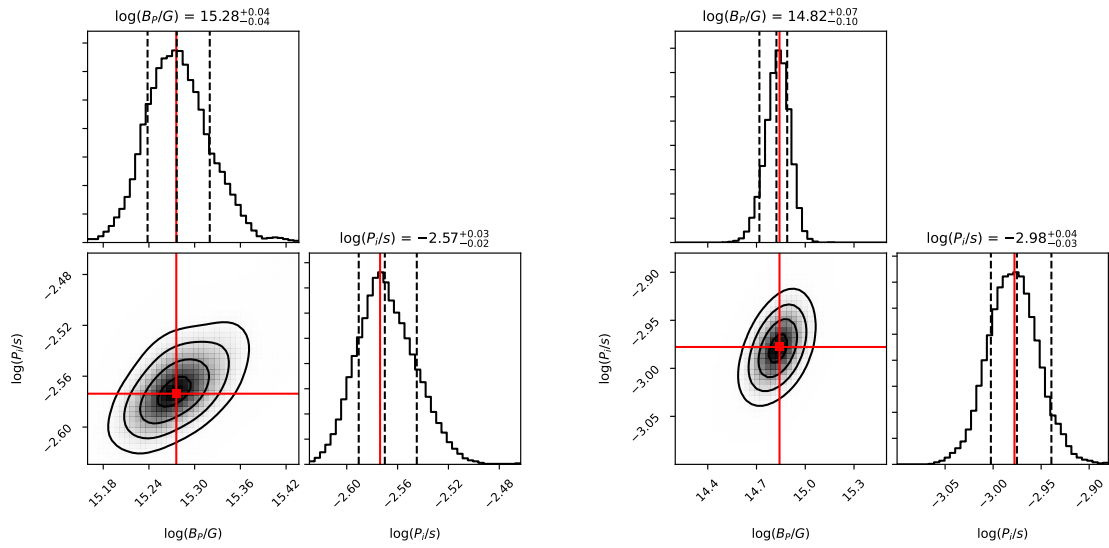 log(B_P/G) = 15.28^{+0.04}_{−0.04}
log(P_i/s) = −2.57^{+0.03}_{−0.02}
−2.48
−2.52
−2.56
−2.60
log(P_i/s)
15.18 15.24 15.30 15.36 15.42
log(B_P/G)
−2.60 −2.56 −2.52 −2.48
log(P_i/s)
log(B_P/G) = 14.82^{+0.07}_{−0.10}
log(P_i/s) = −2.98^{+0.04}_{−0.03}
−2.90
−2.95
−3.00
−3.05
log(P_i/s)
14.4 14.7 15.0 15.3
log(B_P/G)
−3.05 −3.00 −2.95 −2.90
log(P_i/s)